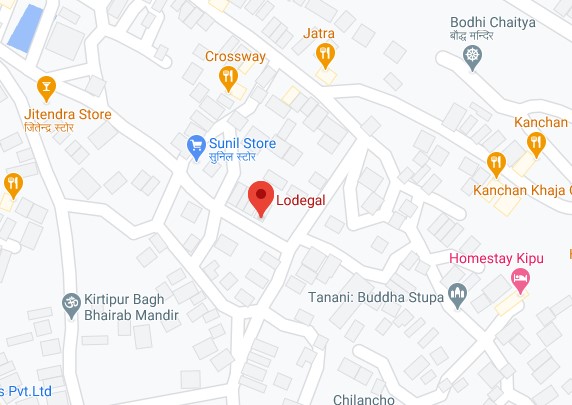 Bodhi Chaitya
बौद्ध मन्दिर
Jatra
Crossway
Jitendra Store
जितेन्द्र स्टोर
Kanchan
Sunil Store
सुनिल स्टोर
Kanchan Khaja
Lodegal
Homestay Kipu
Tanani: Buddha Stupa
Kirtipur Bagh
Bhairab Mandir
s Pvt.Ltd
Chilancho